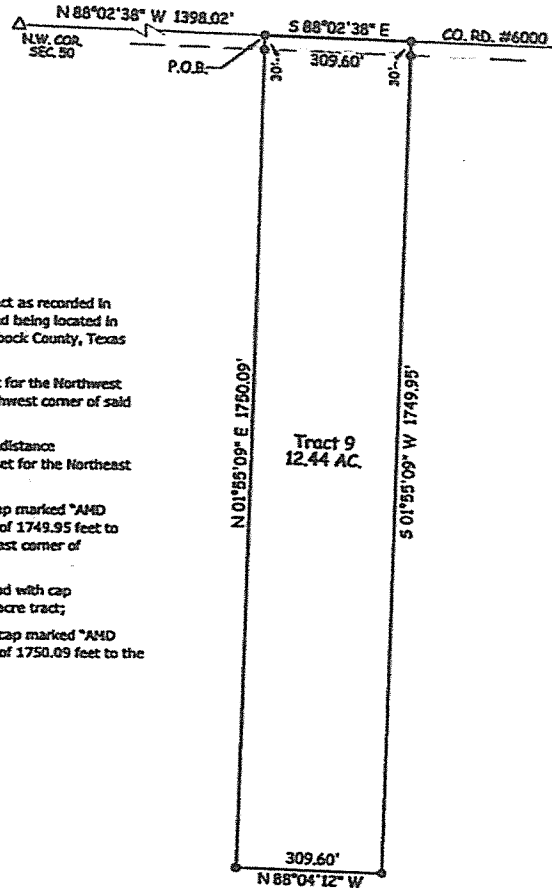 N 88°02'38" W 1398.02'
S 88°02'38" E
CO. RD. #6000
N.W. COR.
SEC. 50
P.O.B.
30'
309.60'
30'
ct as recorded in
d being located in
bock County, Texas
t for the Northwest
hwest corner of said
distance
et for the Northeast
ap marked "AMD
of 1749.95 feet to
ast corner of
d with cap
acre tract;
cap marked "AMD
of 1750.09 feet to the
N 01°55'09" E 1750.09'
Tract 9
12.44 AC.
S 01°55'09" W 1749.95'
309.60'
N 88°04'12" W